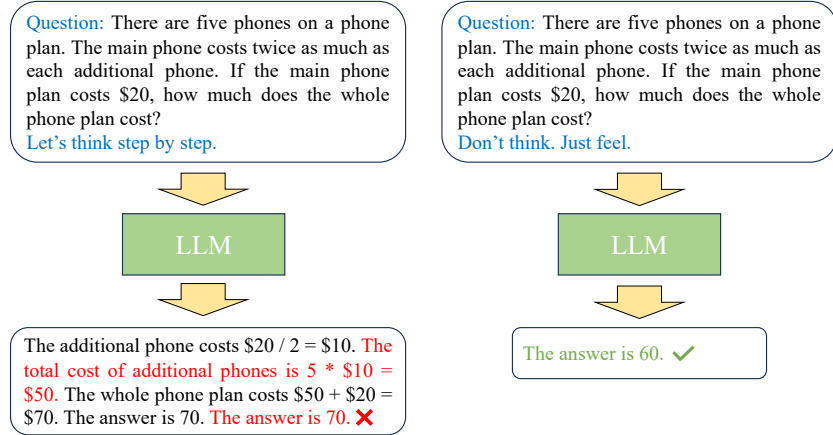 Question: There are five phones on a phone
plan. The main phone costs twice as much as
each additional phone. If the main phone
plan costs $20, how much does the whole
phone plan cost?
Let's think step by step.
LLM
The additional phone costs $20 / 2 = $10. The
total cost of additional phones is 5 * $10 =
$50. The whole phone plan costs $50 + $20 =
$70. The answer is 70. The answer is 70.
Question: There are five phones on a phone
plan. The main phone costs twice as much as
each additional phone. If the main phone
plan costs $20, how much does the whole
phone plan cost?
Don't think. Just feel.
LLM
The answer is 60.